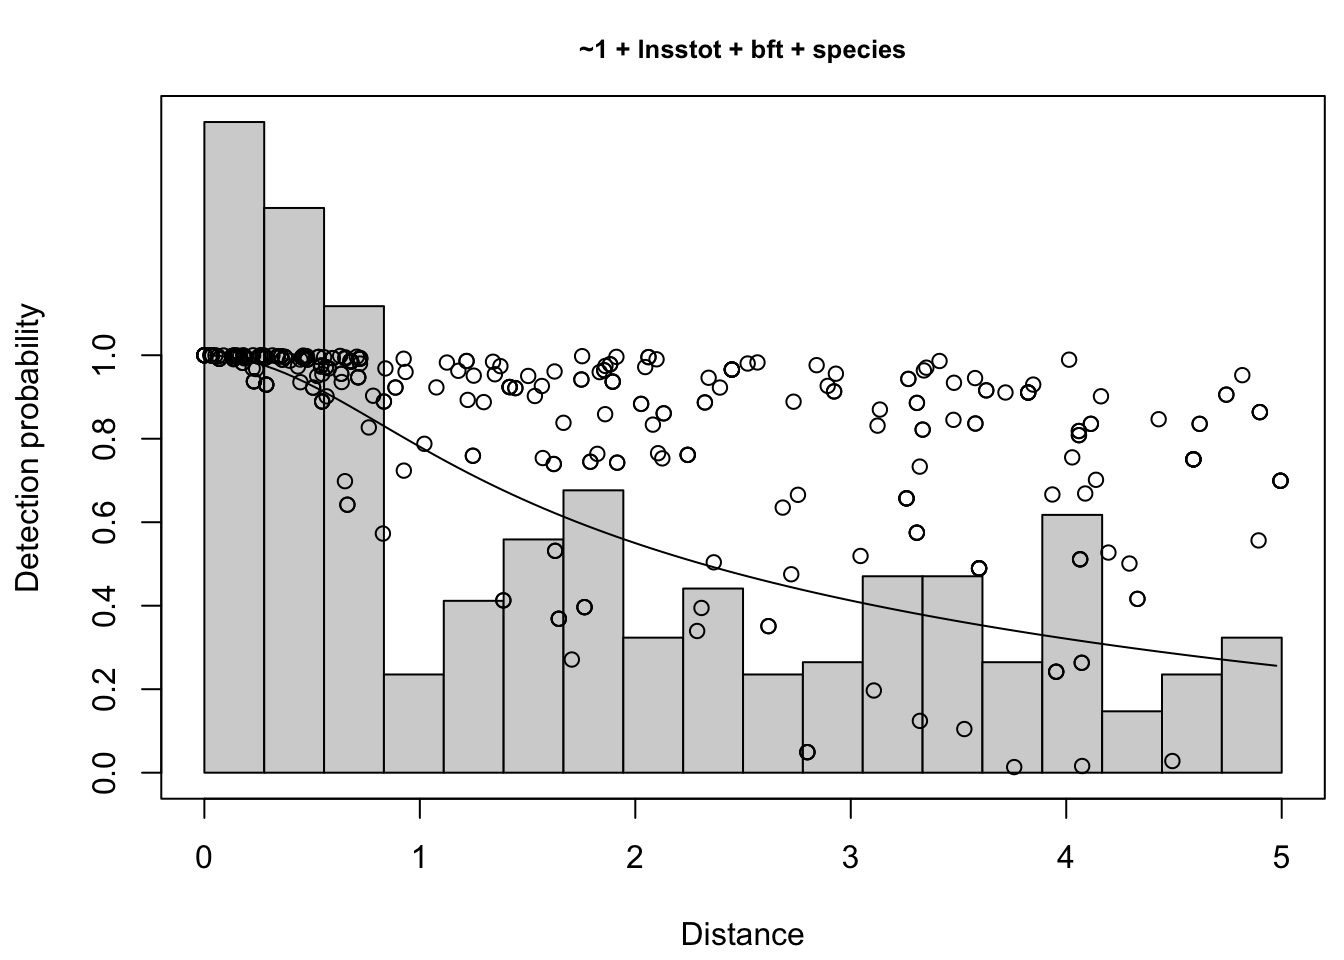 ~1 + lnsstot + bft + species
Detection probability
1.0
0.8
0.6
0.4
0.2
0.0
0 1 2 3 4 5
Distance